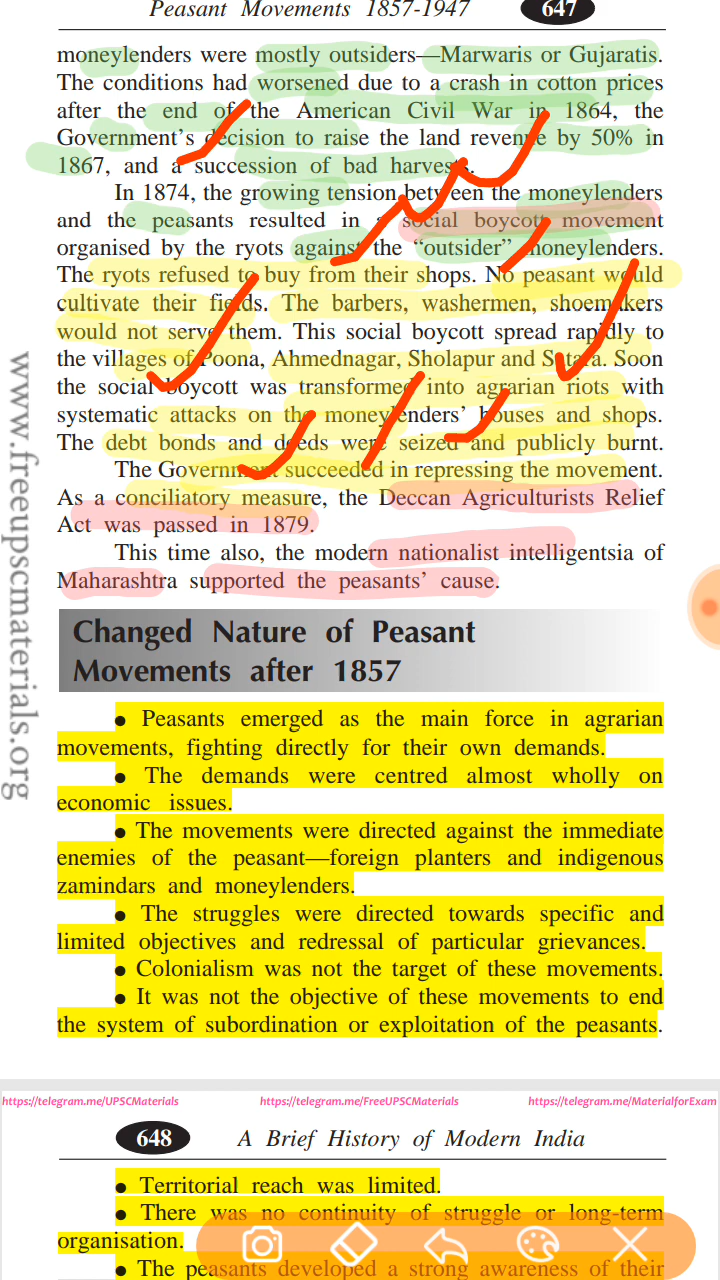 Peasant Movements 1857-1947 647
moneylenders were mostly outsiders—Marwaris or Gujaratis.
The conditions had worsened due to a crash in cotton prices
after the end of the American Civil War in 1864, the
Government's decision to raise the land revenue by 50% in
1867, and a succession of bad harvests.
In 1874, the growing tension between the moneylenders
and the peasants resulted in a social boycott movement
organised by the ryots against the “outsider” moneylenders.
The ryots refused to buy from their shops. No peasant would
cultivate their fields. The barbers, washermen, shoemakers
would not serve them. This social boycott spread rapidly to
the villages of Poona, Ahmednagar, Sholapur and Satara. Soon
the social boycott was transformed into agrarian riots with
systematic attacks on the moneylenders' houses and shops.
The debt bonds and deeds were seized and publicly burnt.
The Government succeeded in repressing the movement.
As a conciliatory measure, the Deccan Agriculturists Relief
Act was passed in 1879.
This time also, the modern nationalist intelligentsia of
Maharashtra supported the peasants' cause.
www.freeupscmaterials.org
Changed Nature of Peasant
Movements after 1857
● Peasants emerged as the main force in agrarian
movements, fighting directly for their own demands.
● The demands were centred almost wholly on
economic issues.
● The movements were directed against the immediate
enemies of the peasant—foreign planters and indigenous
zamindars and moneylenders.
● The struggles were directed towards specific and
limited objectives and redressal of particular grievances.
● Colonialism was not the target of these movements.
● It was not the objective of these movements to end
the system of subordination or exploitation of the peasants.
https://telegram.me/UPSCMaterials https://telegram.me/FreeUPSCMaterials https://telegram.me/MaterialforExam
648 A Brief History of Modern India
● Territorial reach was limited.
● There was no continuity of struggle or long-term
organisation.
● The peasants developed a strong awareness of their